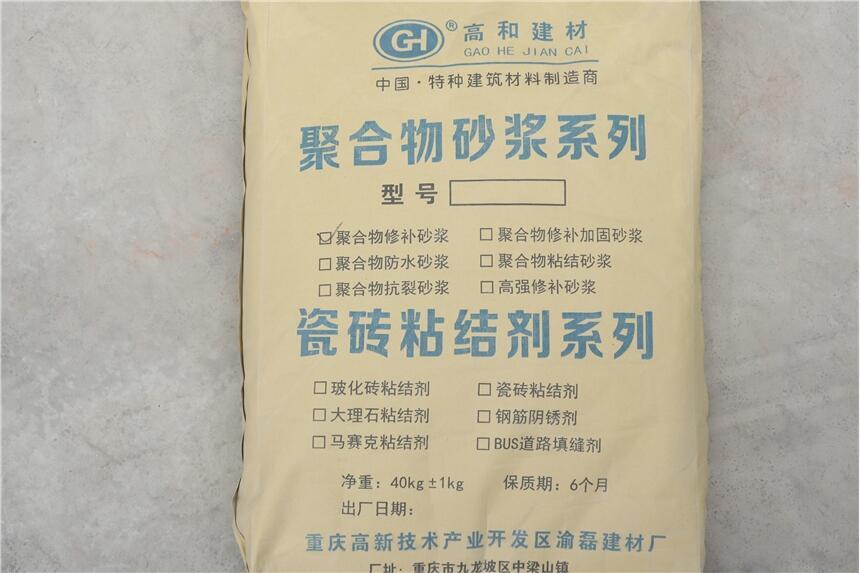 GH® 高和建材
GAO HE JIAN CAI
中国·特种建筑材料制造商
聚合物砂浆系列
型号
☑聚合物修补砂浆 □聚合物修补加固砂浆
□聚合物防水砂浆 □聚合物粘结砂浆
□聚合物抗裂砂浆 □高强修补砂浆
瓷砖粘结剂系列
□玻化砖粘结剂 □瓷砖粘结剂
□大理石粘结剂 □钢筋阴锈剂
□马赛克粘结剂 □BUS道路填缝剂
净重：40kg±1kg 保质期：6个月
出厂日期：
重庆高新技术产业开发区渝磊建材厂
厂址：重庆市九龙坡区中梁山镇